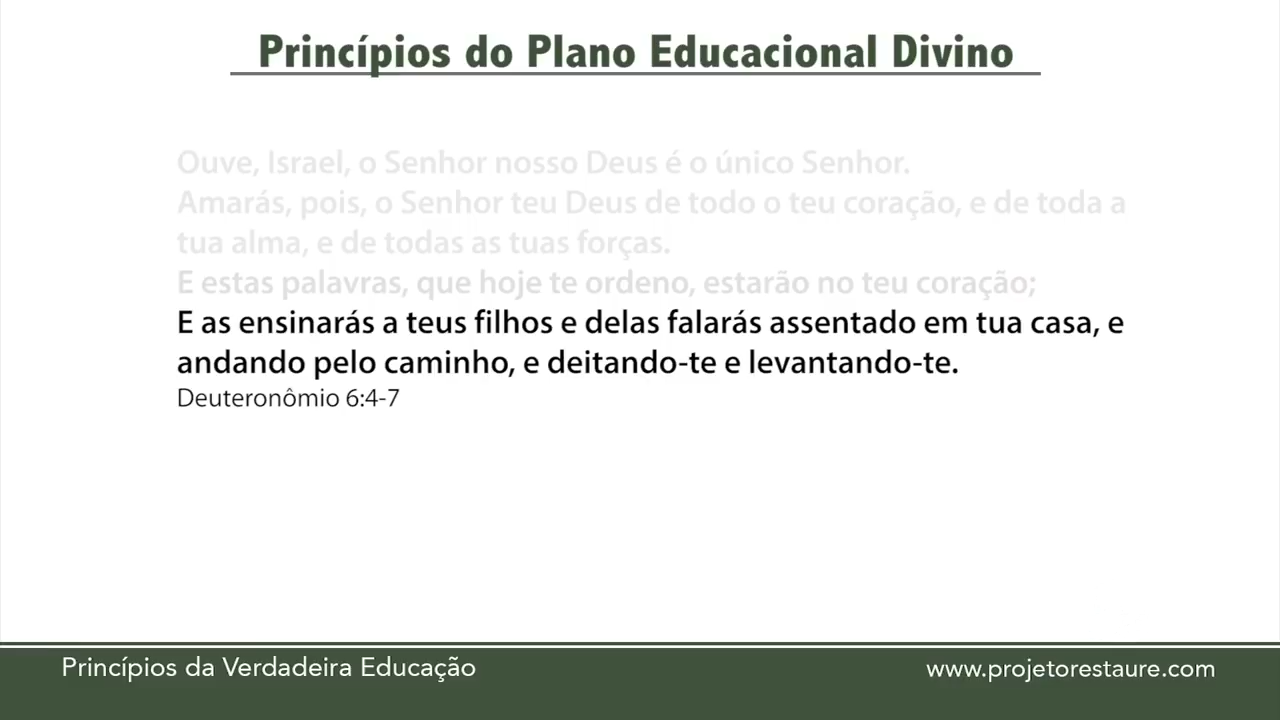 Princípios do Plano Educacional Divino
Ouve, Israel, o Senhor nosso Deus é o único Senhor.
Amarás, pois, o Senhor teu Deus de todo o teu coração, e de toda a
tua alma, e de todas as tuas forças.
E estas palavras, que hoje te ordeno, estarão no teu coração;
E as ensinarás a teus filhos e delas falarás assentado em tua casa, e
andando pelo caminho, e deitando-te e levantando-te.
Deuteronômio 6:4-7
Princípios da Verdadeira Educação
www.projetorestaure.com